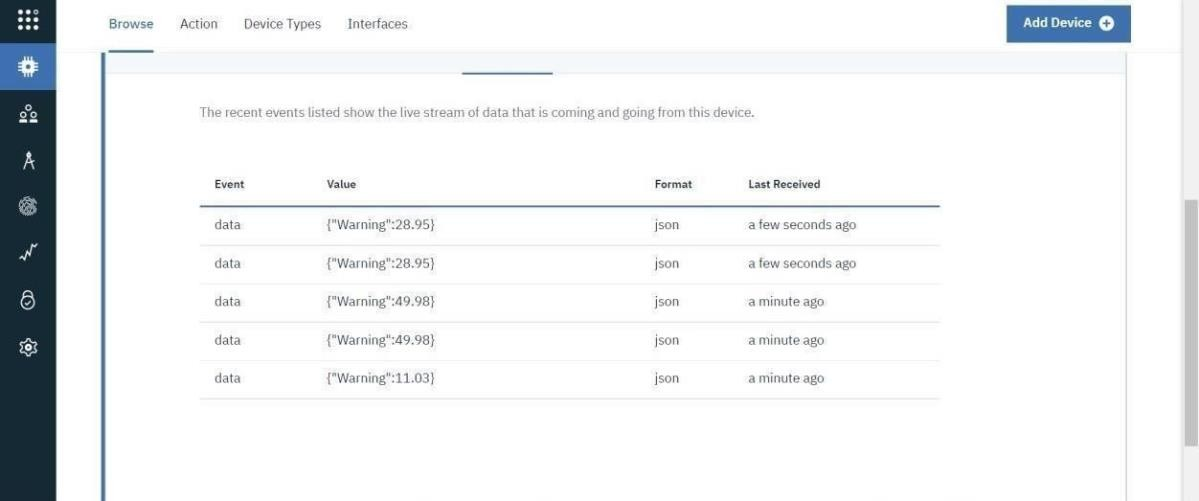 Browse Action Device Types Interfaces Add Device
The recent events listed show the live stream of data that is coming and going from this device.
Event Value Format Last Received
data {"Warning":28.95} json a few seconds ago
data {"Warning":28.95} json a few seconds ago
data {"Warning":49.98} json a minute ago
data {"Warning":49.98} json a minute ago
data {"Warning":11.03} json a minute ago